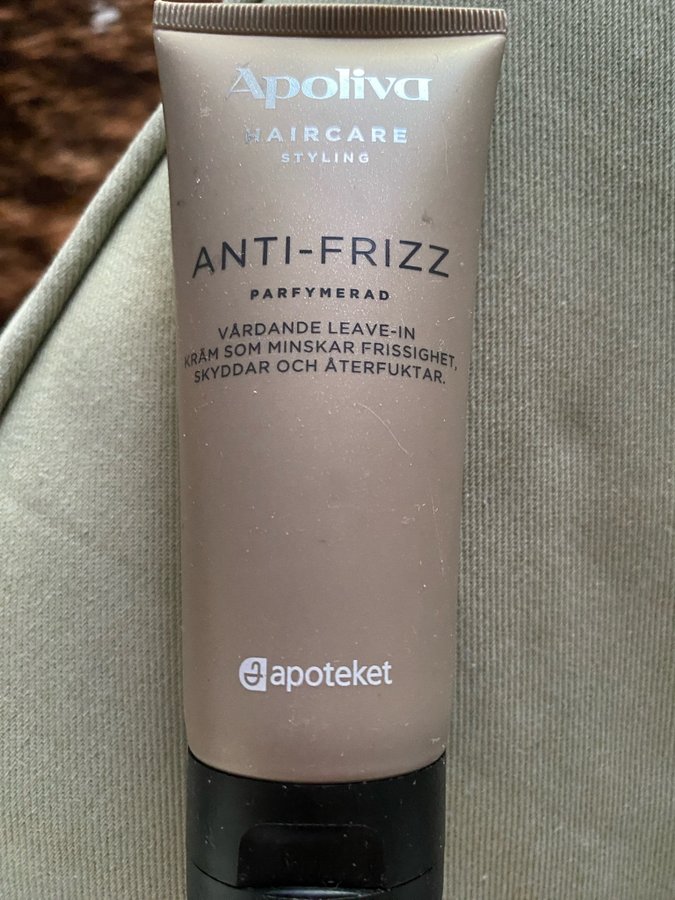 Apoliva
HAIRCARE
STYLING
ANTI-FRIZZ
PARFYMERAD
VÅRDANDE LEAVE-IN
KRÄM SOM MINSKAR FRISSIGHET,
SKYDDAR OCH ÅTERFUKTAR.
apoteket